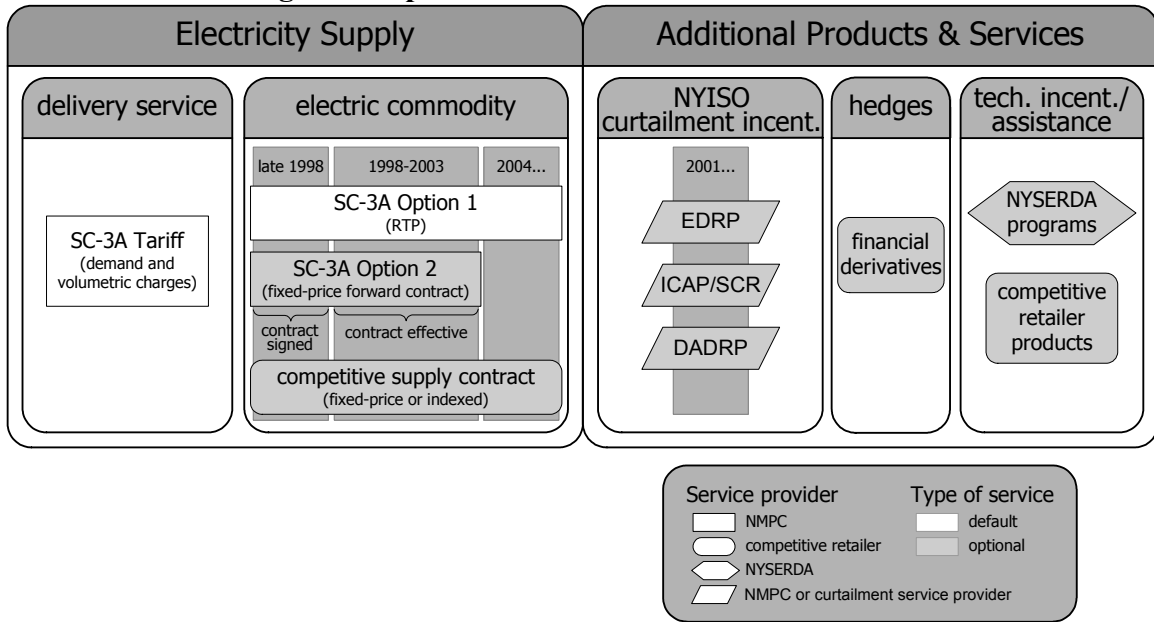 Electricity Supply
Additional Products & Services
delivery service
electric commodity
NYISO
curtailment incent.
hedges
tech. incent./
assistance
late 1998
1998-2003
2004...
2001...
SC-3A Tariff
(demand and
volumetric charges)
SC-3A Option 1
(RTP)
SC-3A Option 2
(fixed-price forward contract)
contract
signed
contract effective
competitive supply contract
(fixed-price or indexed)
EDRP
ICAP/SCR
DADRP
financial
derivatives
NYSERDA
programs
competitive
retailer
products
Service provider
NMPC
competitive retailer
NYSERDA
NMPC or curtailment service provider
Type of service
default
optional